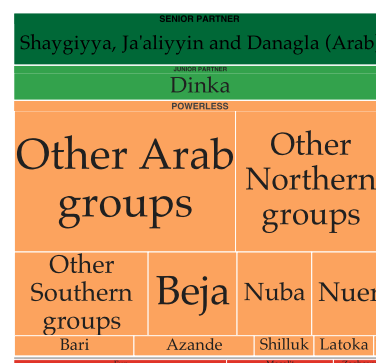 SENIOR PARTNER
Shaygiyya, Ja'aliyyin and Danagla (Arab
JUNIOR PARTNER
Dinka
POWERLESS
Other Arab
groups
Other
Northern
groups
Other
Southern
groups
Beja
Nuba
Nuer
Bari
Azande
Shilluk
Latoka